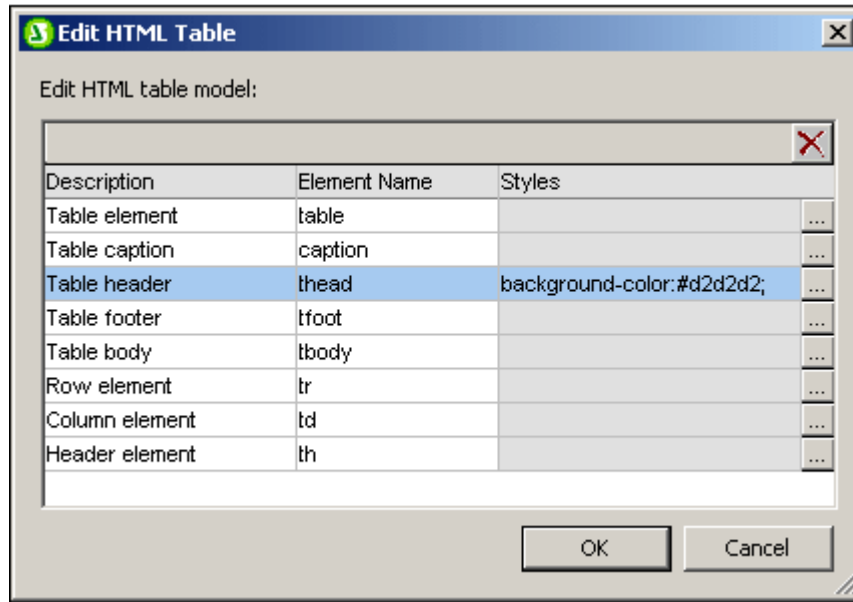 Edit HTML Table
Edit HTML table model:
Description Element Name Styles
Table element table ...
Table caption caption ...
Table header thead background-color:#d2d2d2; ...
Table footer tfoot ...
Table body tbody ...
Row element tr ...
Column element td ...
Header element th ...
OK Cancel